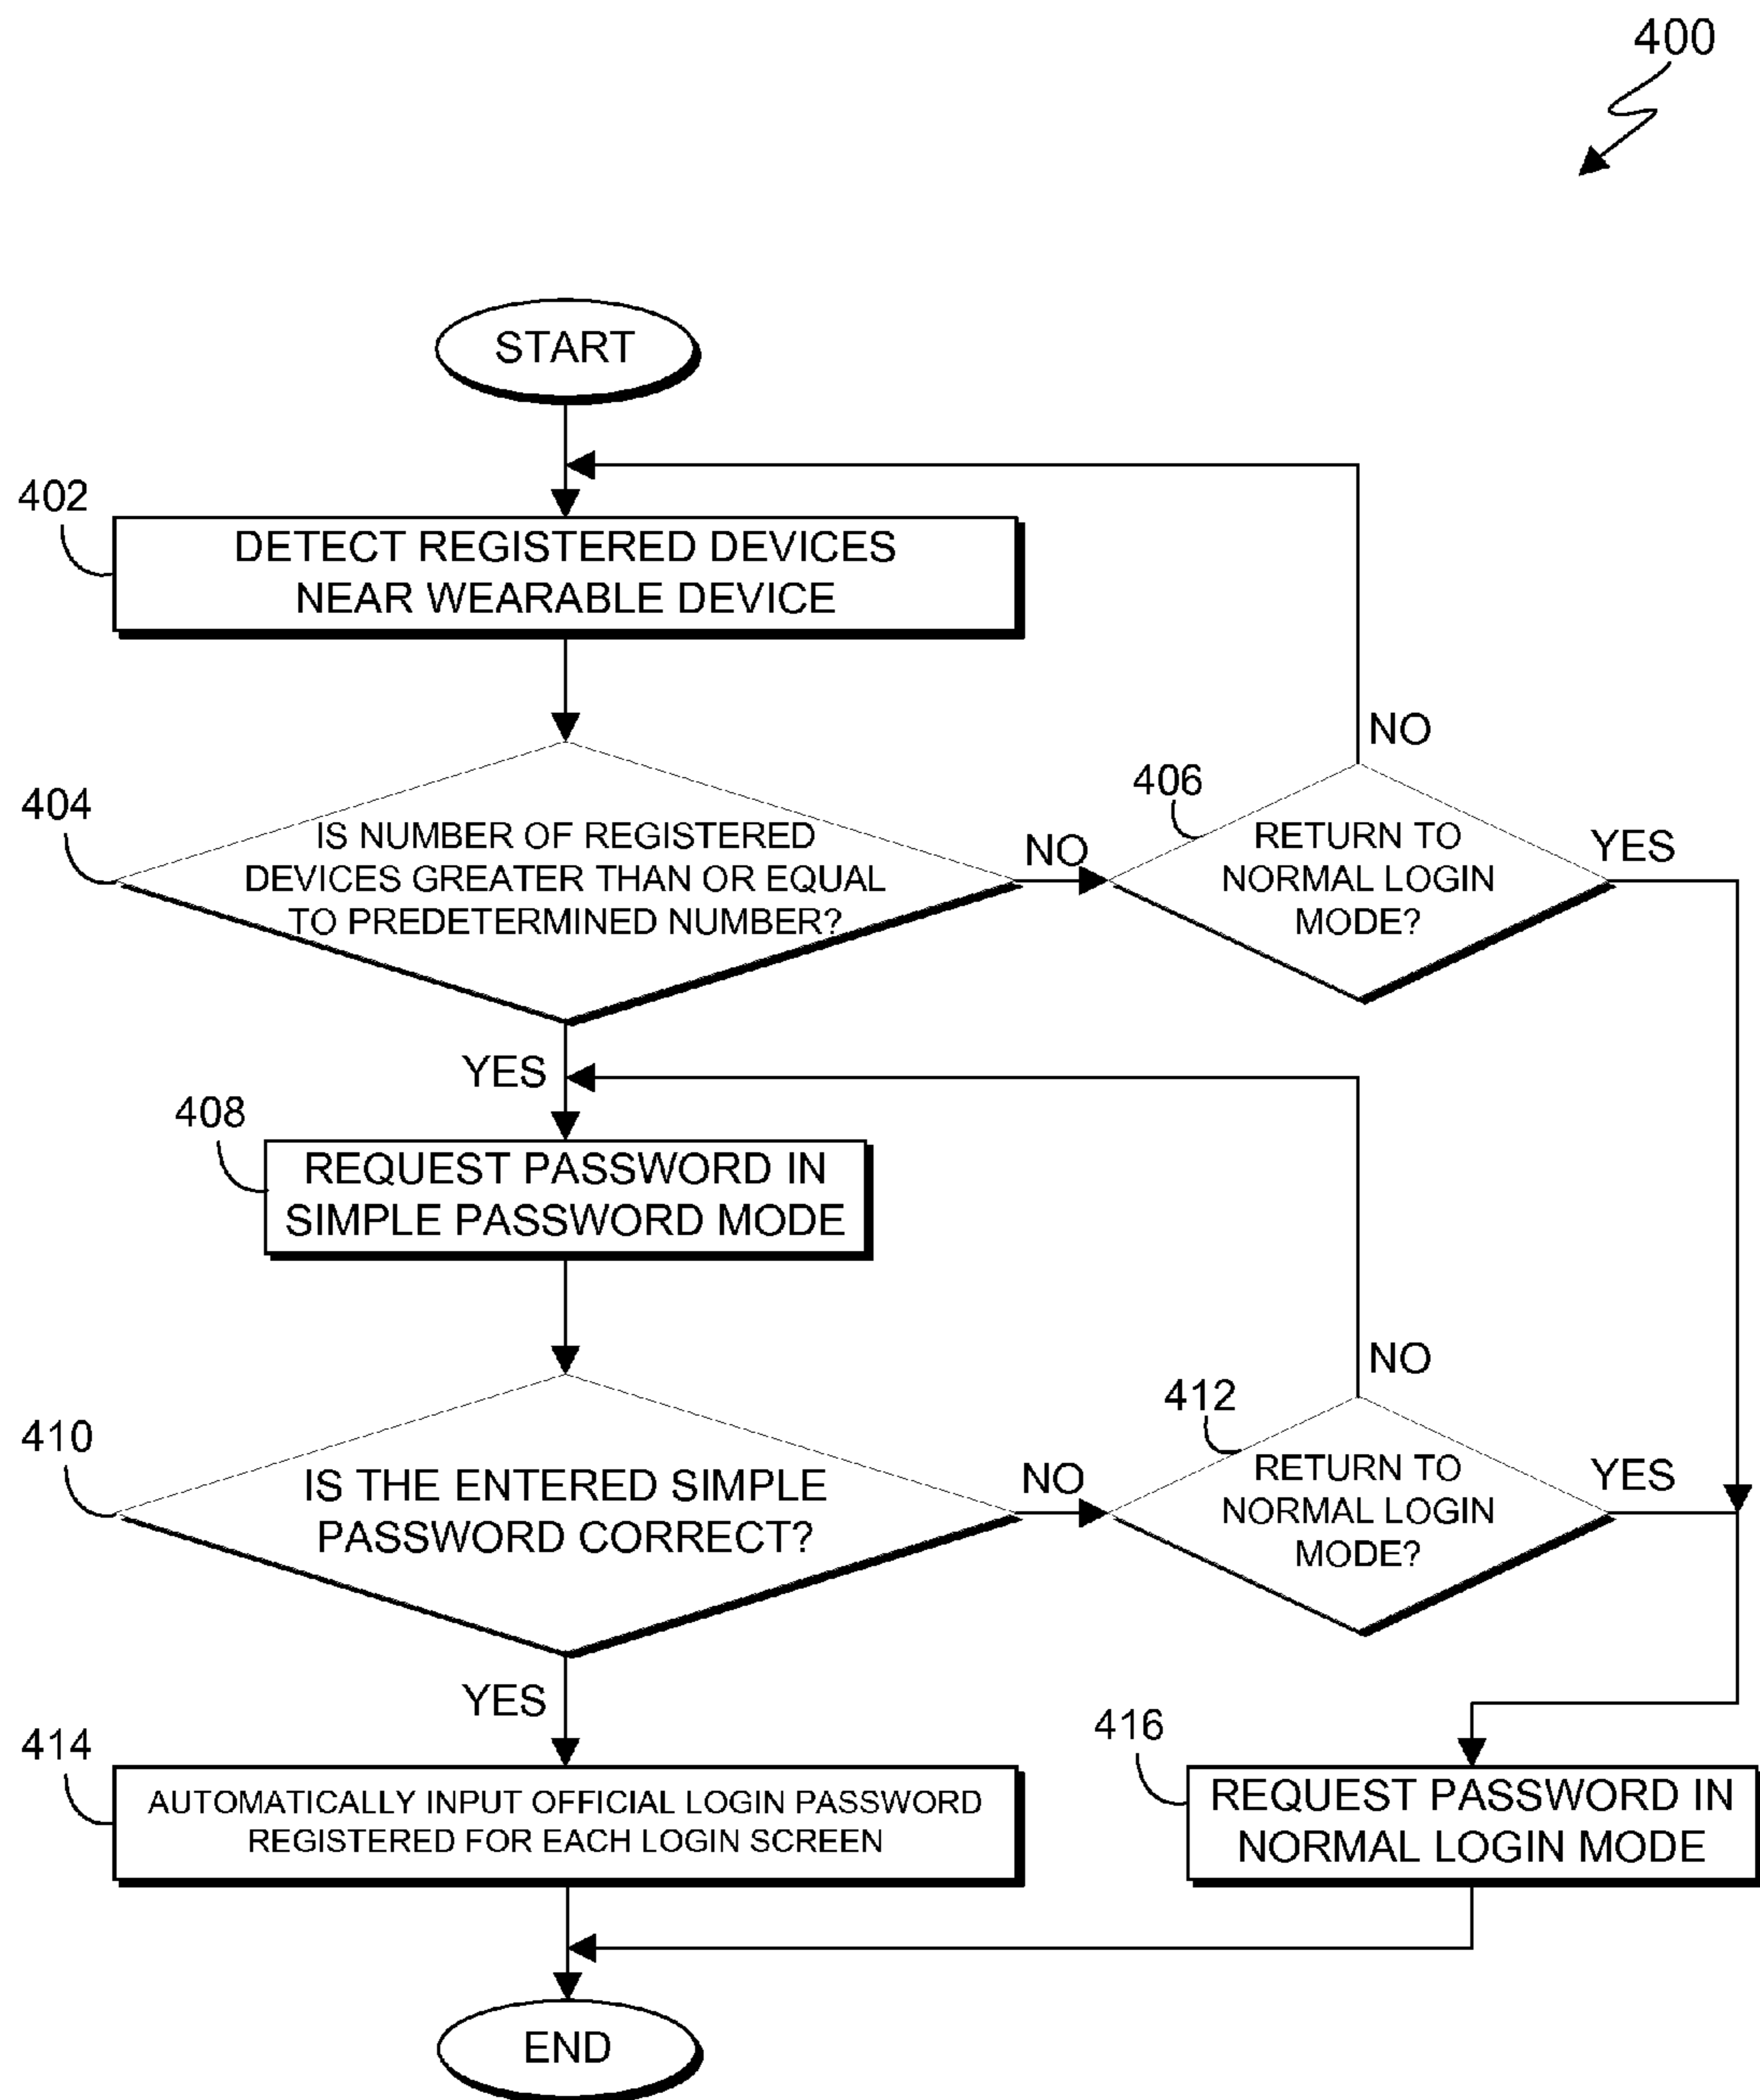 400
START
402
DETECT REGISTERED DEVICES
NEAR WEARABLE DEVICE
404
IS NUMBER OF REGISTERED
DEVICES GREATER THAN OR EQUAL
TO PREDETERMINED NUMBER?
NO
406
RETURN TO
NORMAL LOGIN
MODE?
NO
YES
YES
408
REQUEST PASSWORD IN
SIMPLE PASSWORD MODE
410
IS THE ENTERED SIMPLE
PASSWORD CORRECT?
NO
412
RETURN TO
NORMAL LOGIN
MODE?
NO
YES
YES
414
AUTOMATICALLY INPUT OFFICIAL LOGIN PASSWORD
REGISTERED FOR EACH LOGIN SCREEN
416
REQUEST PASSWORD IN
NORMAL LOGIN MODE
END